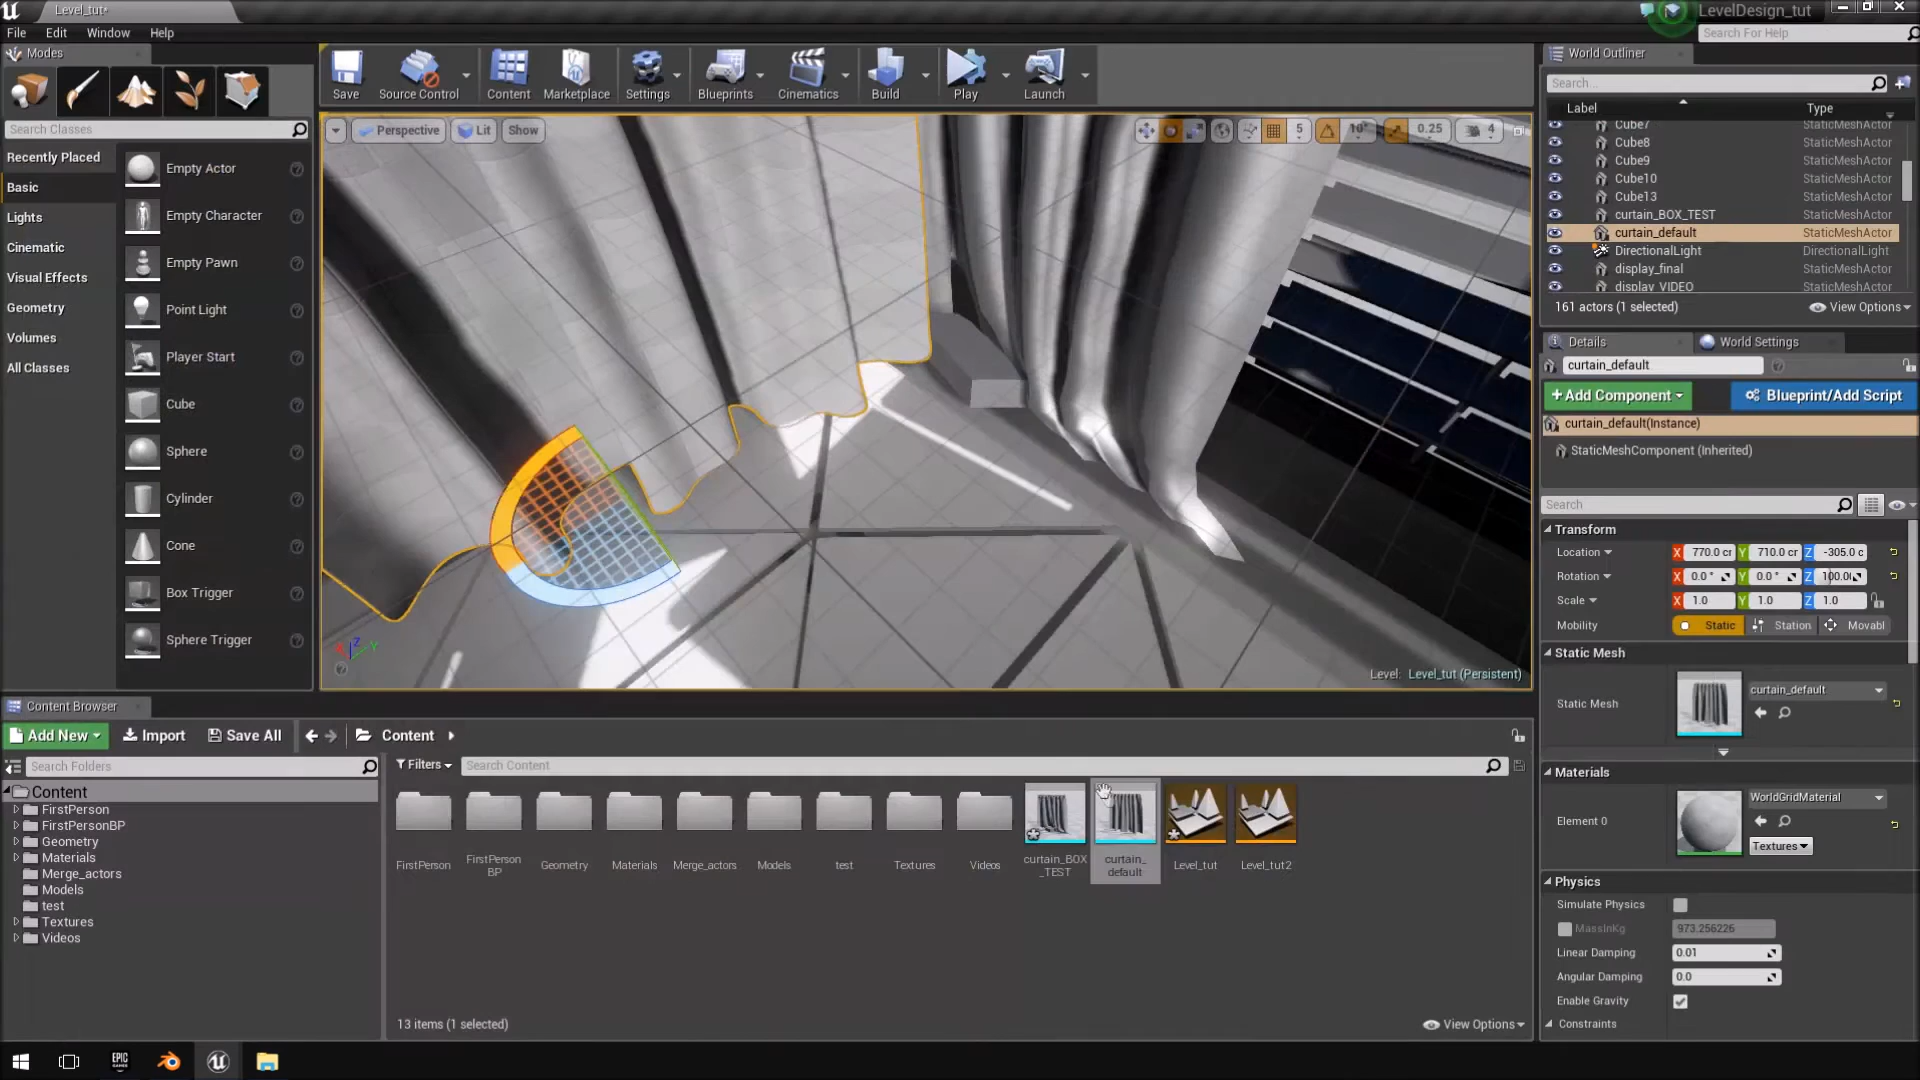 Level_tut*
LevelDesign_tut
File Edit Window Help
Search For Help
Modes
Search Classes
Recently Placed
Basic
Lights
Cinematic
Visual Effects
Geometry
Volumes
All Classes
Empty Actor
Empty Character
Empty Pawn
Point Light
Player Start
Cube
Sphere
Cylinder
Cone
Box Trigger
Sphere Trigger
Save
Source Control
Content
Marketplace
Settings
Blueprints
Cinematics
Build
Play
Launch
Perspective
Lit
Show
5
10°
0.25
4
X Z Y
Level: Level_tut (Persistent)
World Outliner
Search...
Label Type
Cube7 StaticMeshActor
Cube8 StaticMeshActor
Cube9 StaticMeshActor
Cube10 StaticMeshActor
Cube13 StaticMeshActor
curtain_BOX_TEST StaticMeshActor
curtain_default StaticMeshActor
DirectionalLight DirectionalLight
display_final StaticMeshActor
display_VIDEO StaticMeshActor
161 actors (1 selected)
View Options
Details
World Settings
curtain_default
+Add Component
Blueprint/Add Script
curtain_default(Instance)
StaticMeshComponent (Inherited)
Search
Transform
Location X 770.0 cr Y 710.0 cr Z -305.0 c
Rotation X 0.0 ° Y 0.0 ° Z 100.0
Scale X 1.0 Y 1.0 Z 1.0
Mobility Static Station Movabl
Static Mesh
Static Mesh
curtain_default
Materials
Element 0
WorldGridMaterial
Textures
Physics
Simulate Physics
MassInKg 973.256226
Linear Damping 0.01
Angular Damping 0.0
Enable Gravity
Constraints
Content Browser
Add New
Import
Save All
Content
Search Folders
Content
FirstPerson
FirstPersonBP
Geometry
Materials
Merge_actors
Models
test
Textures
Videos
Filters
Search Content
FirstPerson
FirstPerson
BP
Geometry
Materials
Merge_actors
Models
test
Textures
Videos
curtain_BOX
_TEST
curtain_
default
Level_tut
Level_tut2
13 items (1 selected)
View Options
EPIC
GAMES